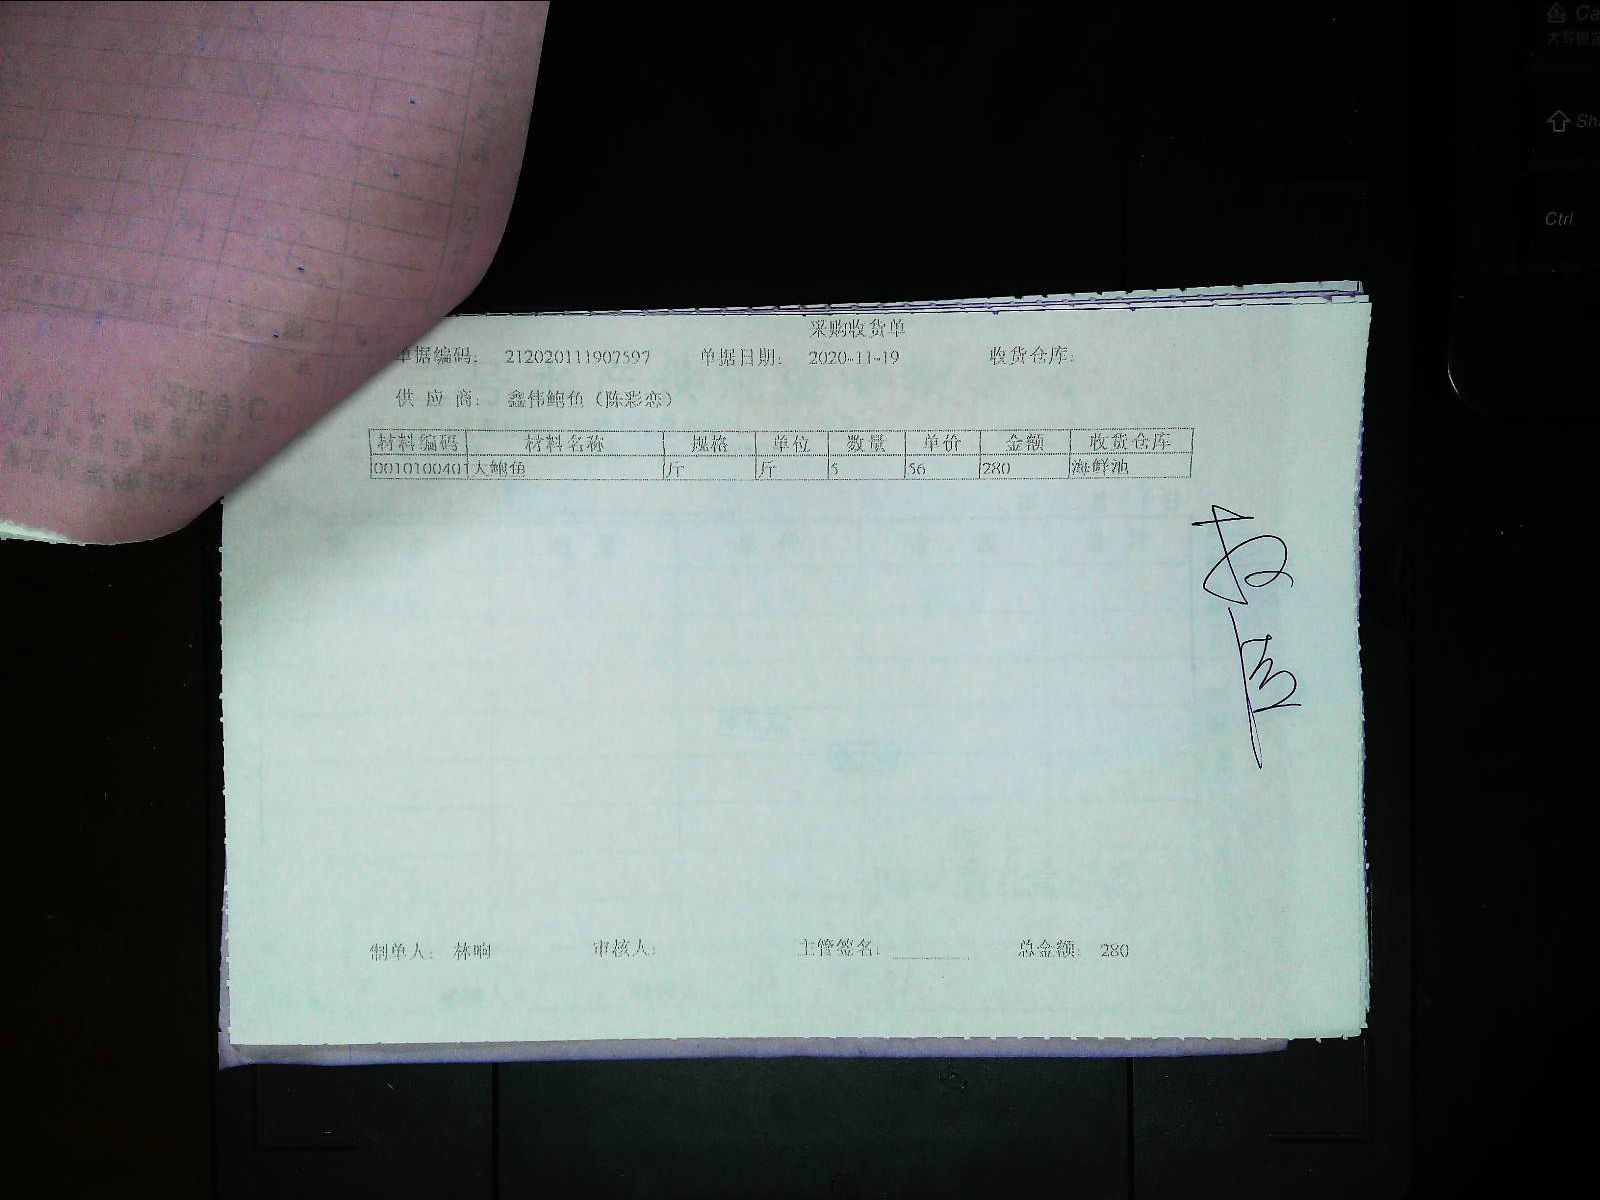 采购收货单
单据编码： 212020111907597 单据日期： 2020-11-19 收货仓库：
供 应 商： 鑫伟鲍鱼（陈彩恋）
材料编码 材料名称 规格 单位 数量 单价 金额 收货仓库
0010100401 大鲍鱼 斤 斤 5 56 280 海鲜池
制单人： 林啊 审核人： 主管签名： 总金额： 280
Ctrl